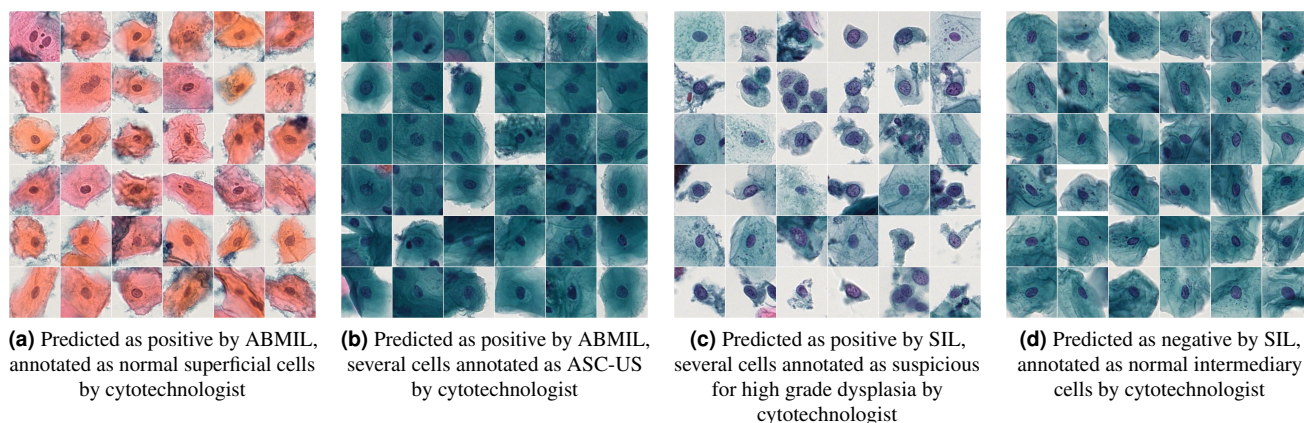 (a) Predicted as positive by ABMIL,
annotated as normal superficial cells
by cytotechnologist
(b) Predicted as positive by ABMIL,
several cells annotated as ASC-US
by cytotechnologist
(c) Predicted as positive by SIL,
several cells annotated as suspicious
for high grade dysplasia by
cytotechnologist
(d) Predicted as negative by SIL,
annotated as normal intermediary
cells by cytotechnologist